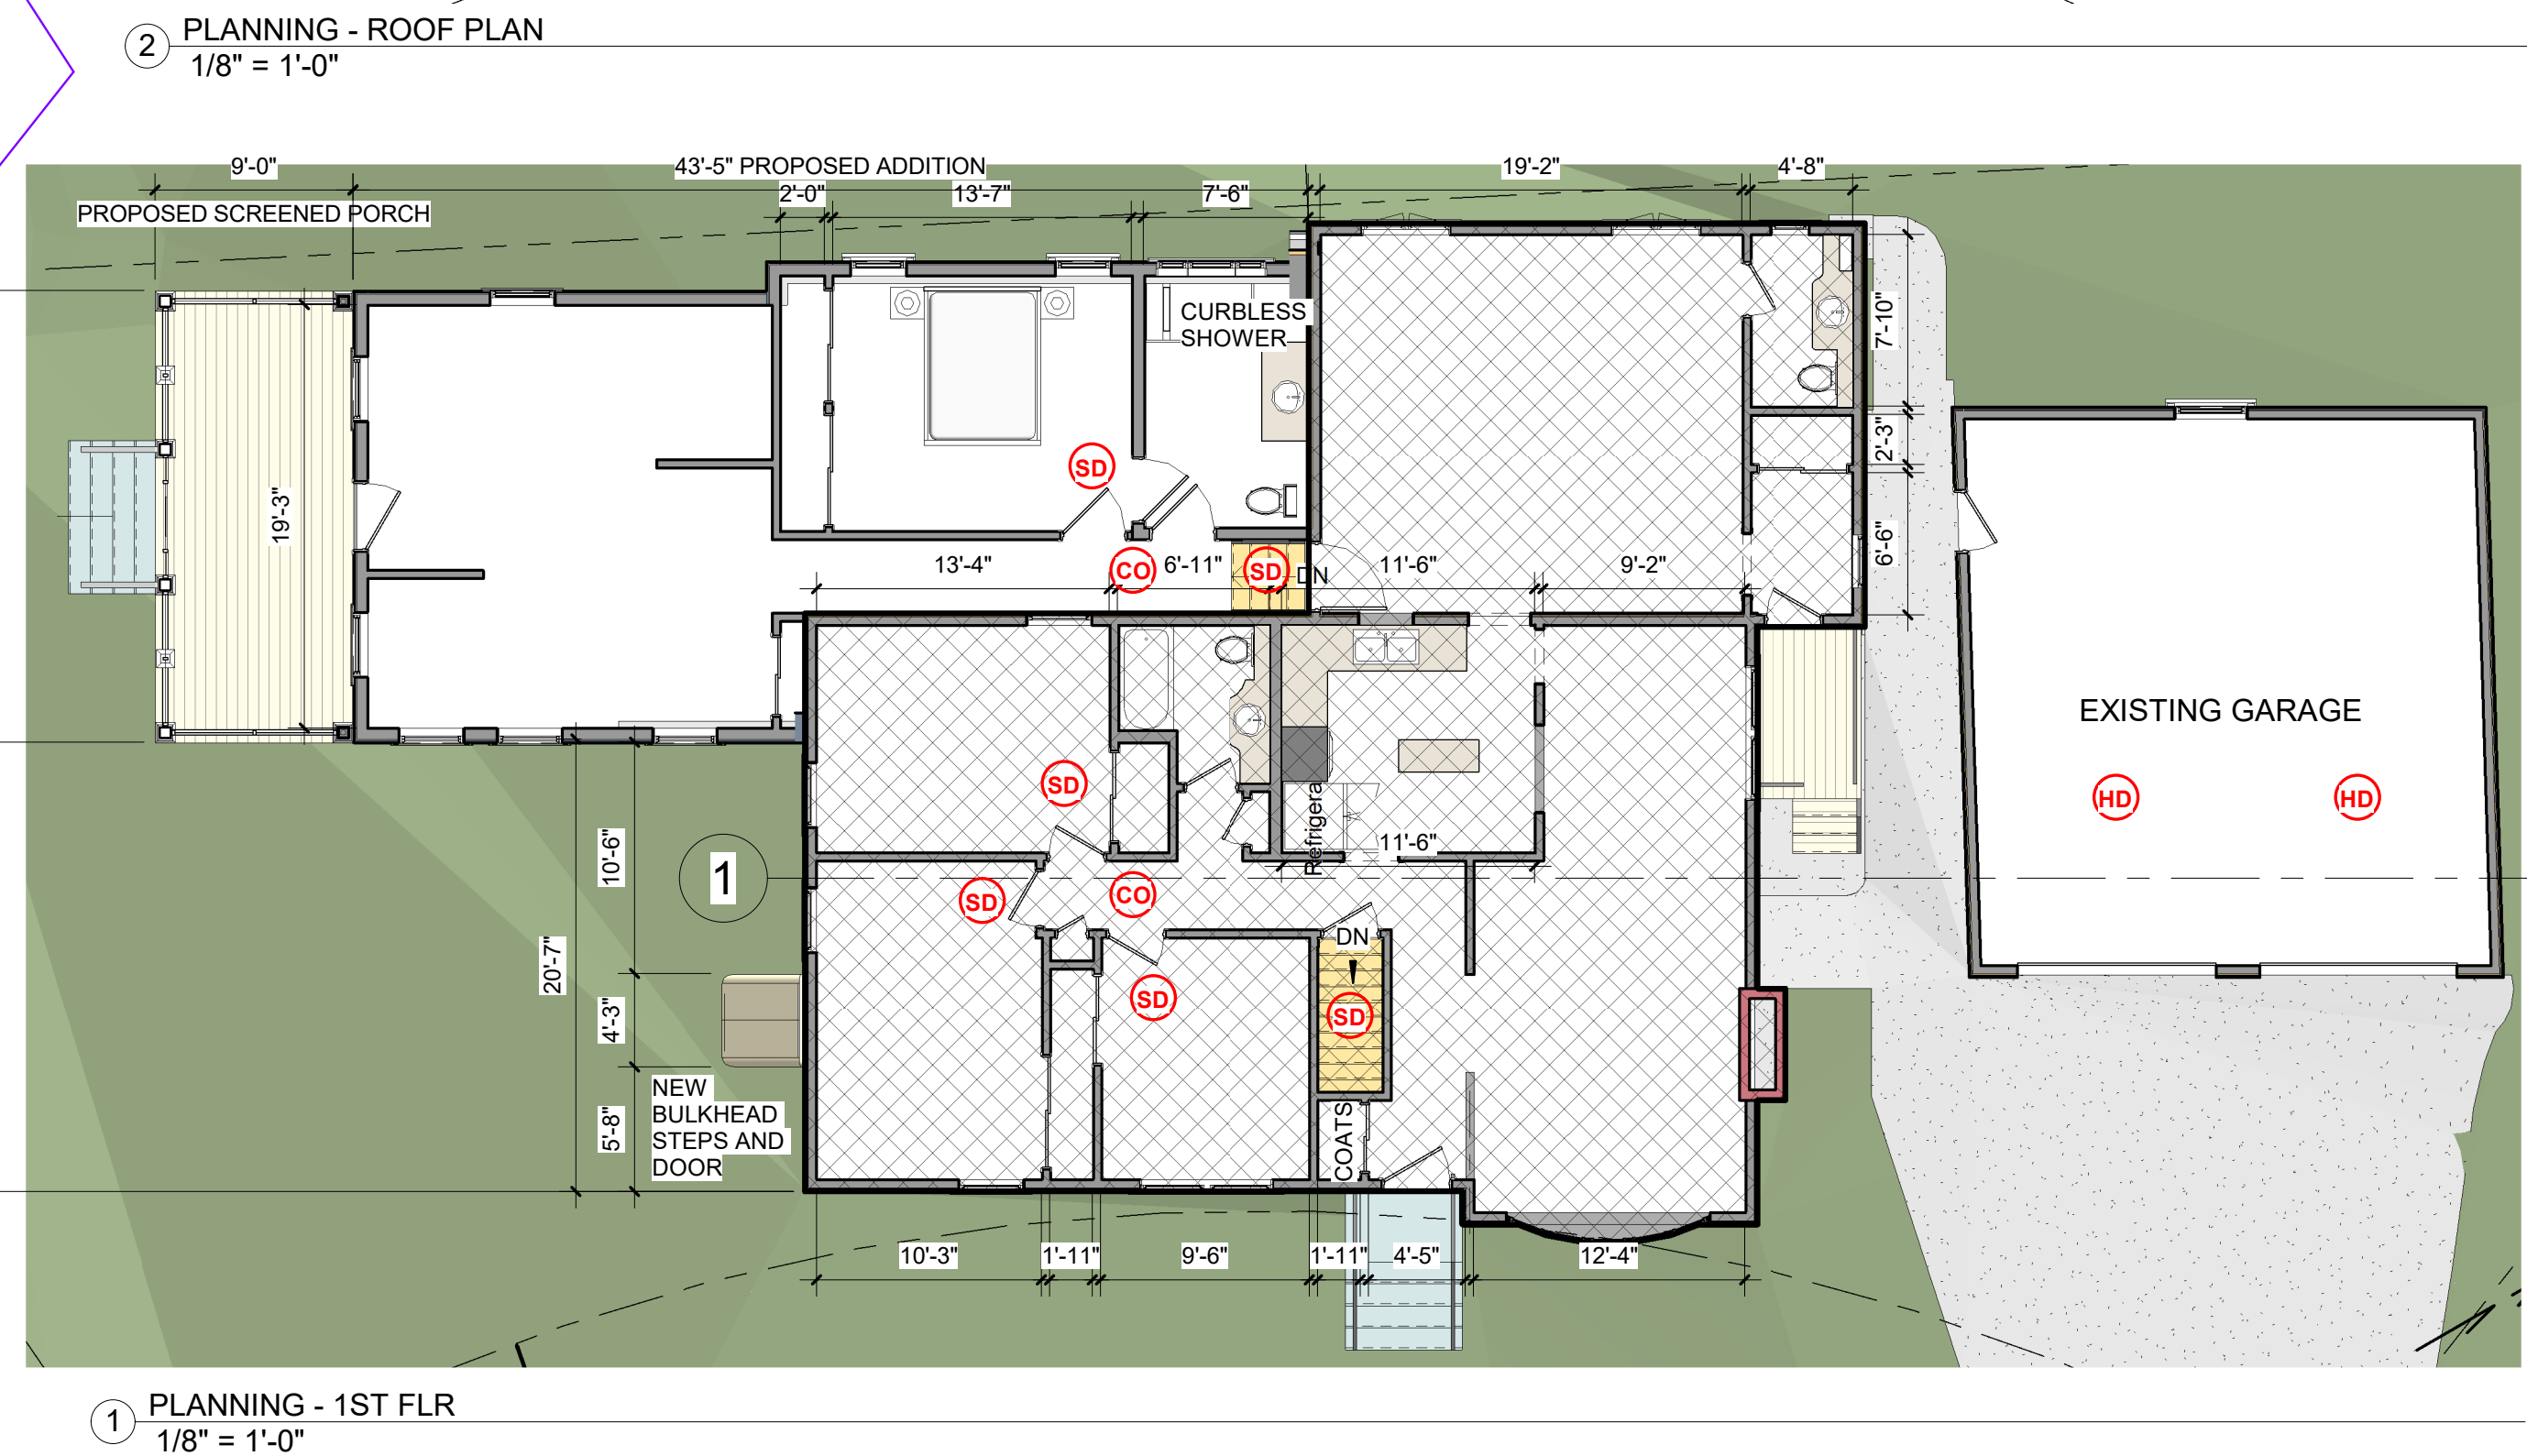 2
PLANNING - ROOF PLAN
1/8" = 1'-0"
9'-0"
43'-5" PROPOSED ADDITION
19'-2"
4'-8"
2'-0"
13'-7"
7'-6"
PROPOSED SCREENED PORCH
CURBLESS
SHOWER
7'-10"
2'-3"
6'-6"
19'-3"
SD
13'-4"
CO
6'-11"
SD
DN
11'-6"
9'-2"
EXISTING GARAGE
HD
HD
SD
Refrigera
11'-6"
10'-6"
1
SD
CO
DN
20'-7"
SD
SD
4'-3"
5'-8"
NEW
BULKHEAD
STEPS AND
DOOR
COATS
10'-3"
1'-11"
9'-6"
1'-11"
4'-5"
12'-4"
1
PLANNING - 1ST FLR
1/8" = 1'-0"